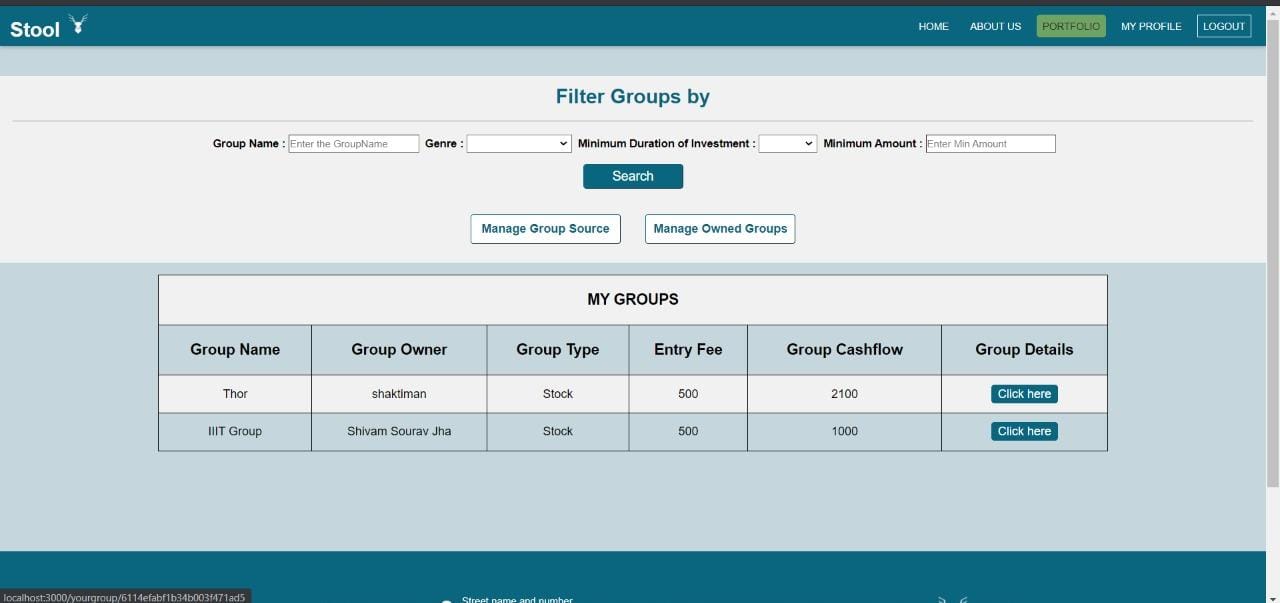 Stool HOME ABOUT US PORTFOLIO MY PROFILE LOGOUT
Filter Groups by
Group Name : Enter the GroupName Genre : Minimum Duration of Investment : Minimum Amount : Enter Min Amount
Search
Manage Group Source Manage Owned Groups
MY GROUPS
Group Name Group Owner Group Type Entry Fee Group Cashflow Group Details
Thor shaktiman Stock 500 2100 Click here
IIIT Group Shivam Sourav Jha Stock 500 1000 Click here
localhost:3000/yourgroup/6114efabf1b34b003f471ad5
Street name and number